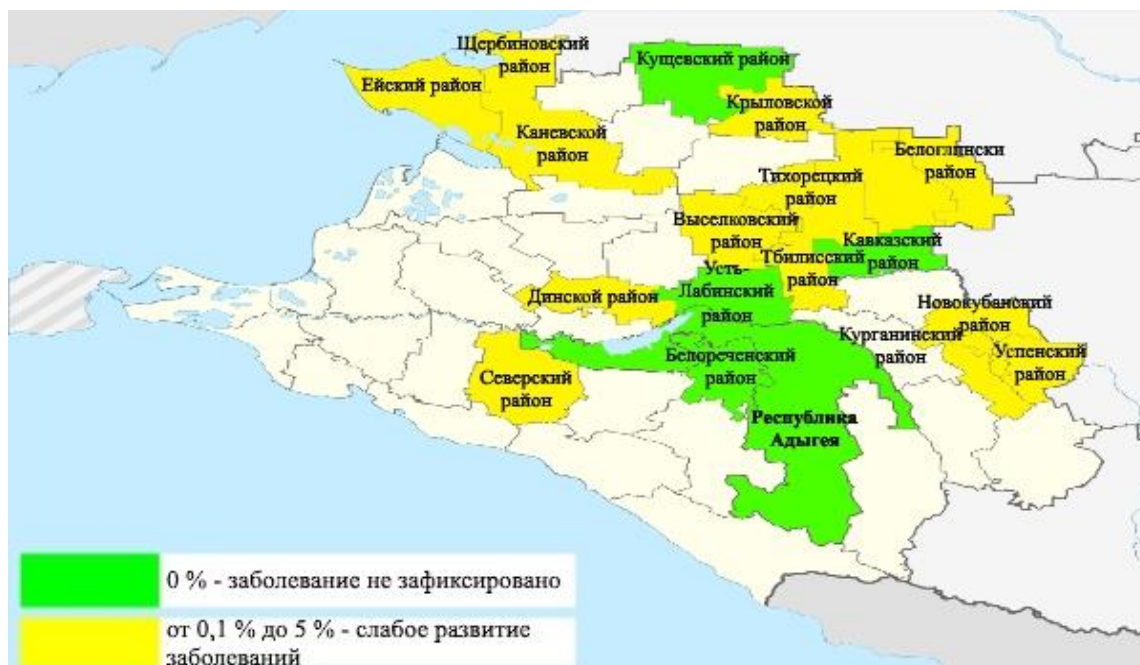 Щербиновский
район
Кущевский район
Ейский район
Крыловской
район
Каневской
район
Белоглински
район
Тихорецкий
район
Выселковский
район
Кавказский
район
Тбилисский
район
Усть-
Лабинский
район
Динской район
Новокубанский
район
Курганинский
район
Успенский
район
Белореченский
район
Северский
район
Республика
Адыгея
0 % - заболевание не зафиксировано
от 0,1 % до 5 % - слабое развитие
заболеваний